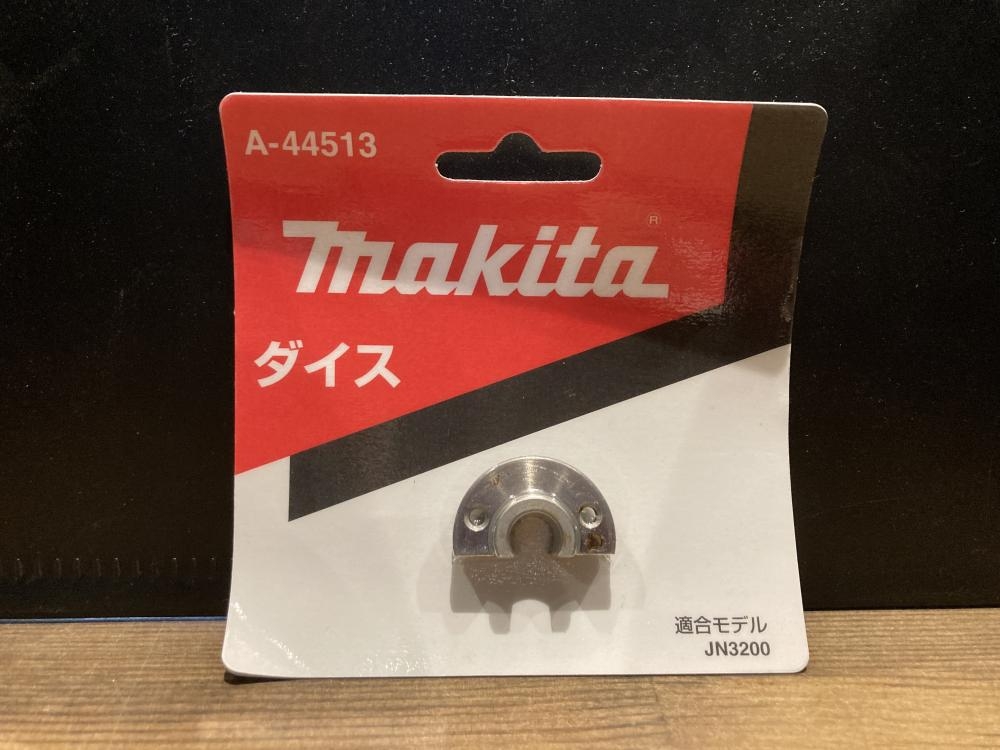 A-44513
makita®
ダイス
適合モデル
JN3200